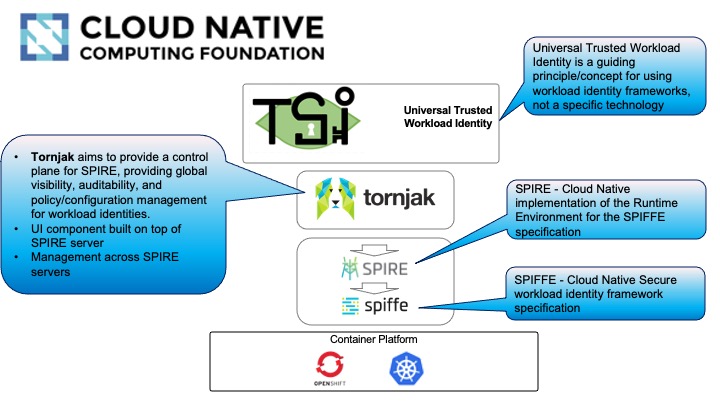 CLOUD NATIVE
COMPUTING FOUNDATION
Universal Trusted Workload
Identity is a guiding
principle/concept for using
workload identity frameworks,
not a specific technology
TSi
Universal Trusted
Workload Identity
• Tornjak aims to provide a control
plane for SPIRE, providing global
visibility, auditability, and
policy/configuration management
for workload identities.
• UI component built on top of
SPIRE server
• Management across SPIRE
servers
tornjak
SPIRE - Cloud Native
implementation of the Runtime
Environment for the SPIFFE
specification
SPIRE
spiffe
SPIFFE - Cloud Native Secure
workload identity framework
specification
Container Platform
OPENSHIFT